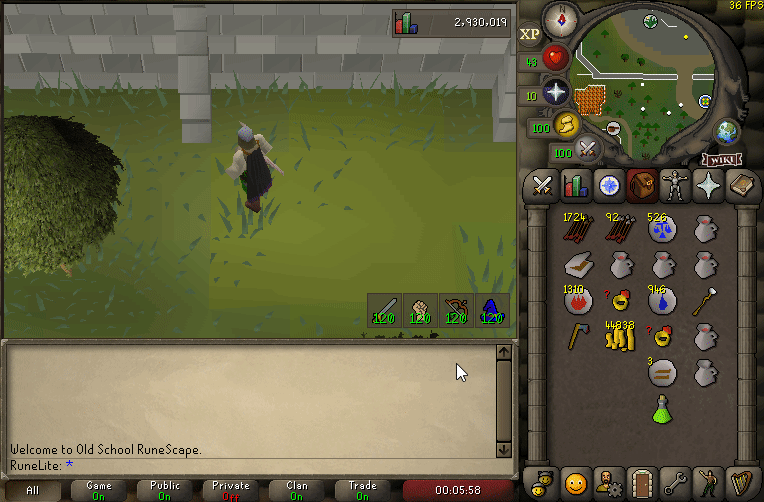 36 FPS
2,930,019
XP
43
10
100
100
WIKI
1724
92
526
1310
?
946
44838
?
3
120
120
120
120
Welcome to Old School RuneScape.
RuneLite: *
All
Game
On
Public
On
Private
Off
Clan
On
Trade
On
00:05:58